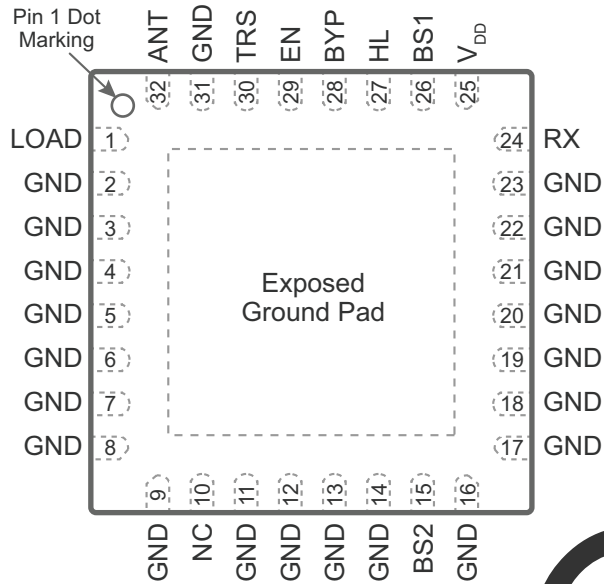 Pin 1 Dot
Marking
ANT GND TRS EN BYP HL BS1 VDD
32 31 30 29 28 27 26 25
LOAD 1
GND 2
GND 3
GND 4
GND 5
GND 6
GND 7
GND 8
Exposed
Ground Pad
24 RX
23 GND
22 GND
21 GND
20 GND
19 GND
18 GND
17 GND
9 10 11 12 13 14 15 16
GND NC GND GND GND GND BS2 GND